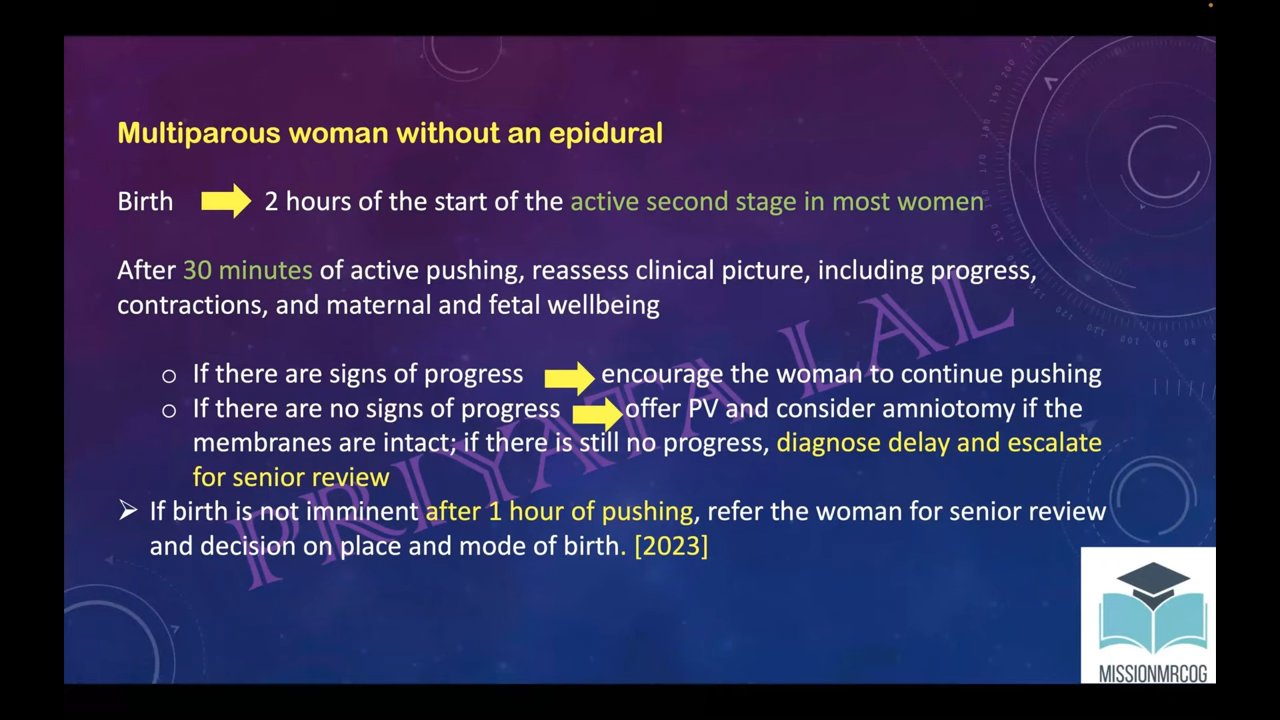 Multiparous woman without an epidural
Birth 2 hours of the start of the active second stage in most women
After 30 minutes of active pushing, reassess clinical picture, including progress,
contractions, and maternal and fetal wellbeing
o If there are signs of progress encourage the woman to continue pushing
o If there are no signs of progress offer PV and consider amniotomy if the
membranes are intact; if there is still no progress, diagnose delay and escalate
for senior review
➢ If birth is not imminent after 1 hour of pushing, refer the woman for senior review
and decision on place and mode of birth. [2023]
PRIYATA LAL
MISSIONMRCOG